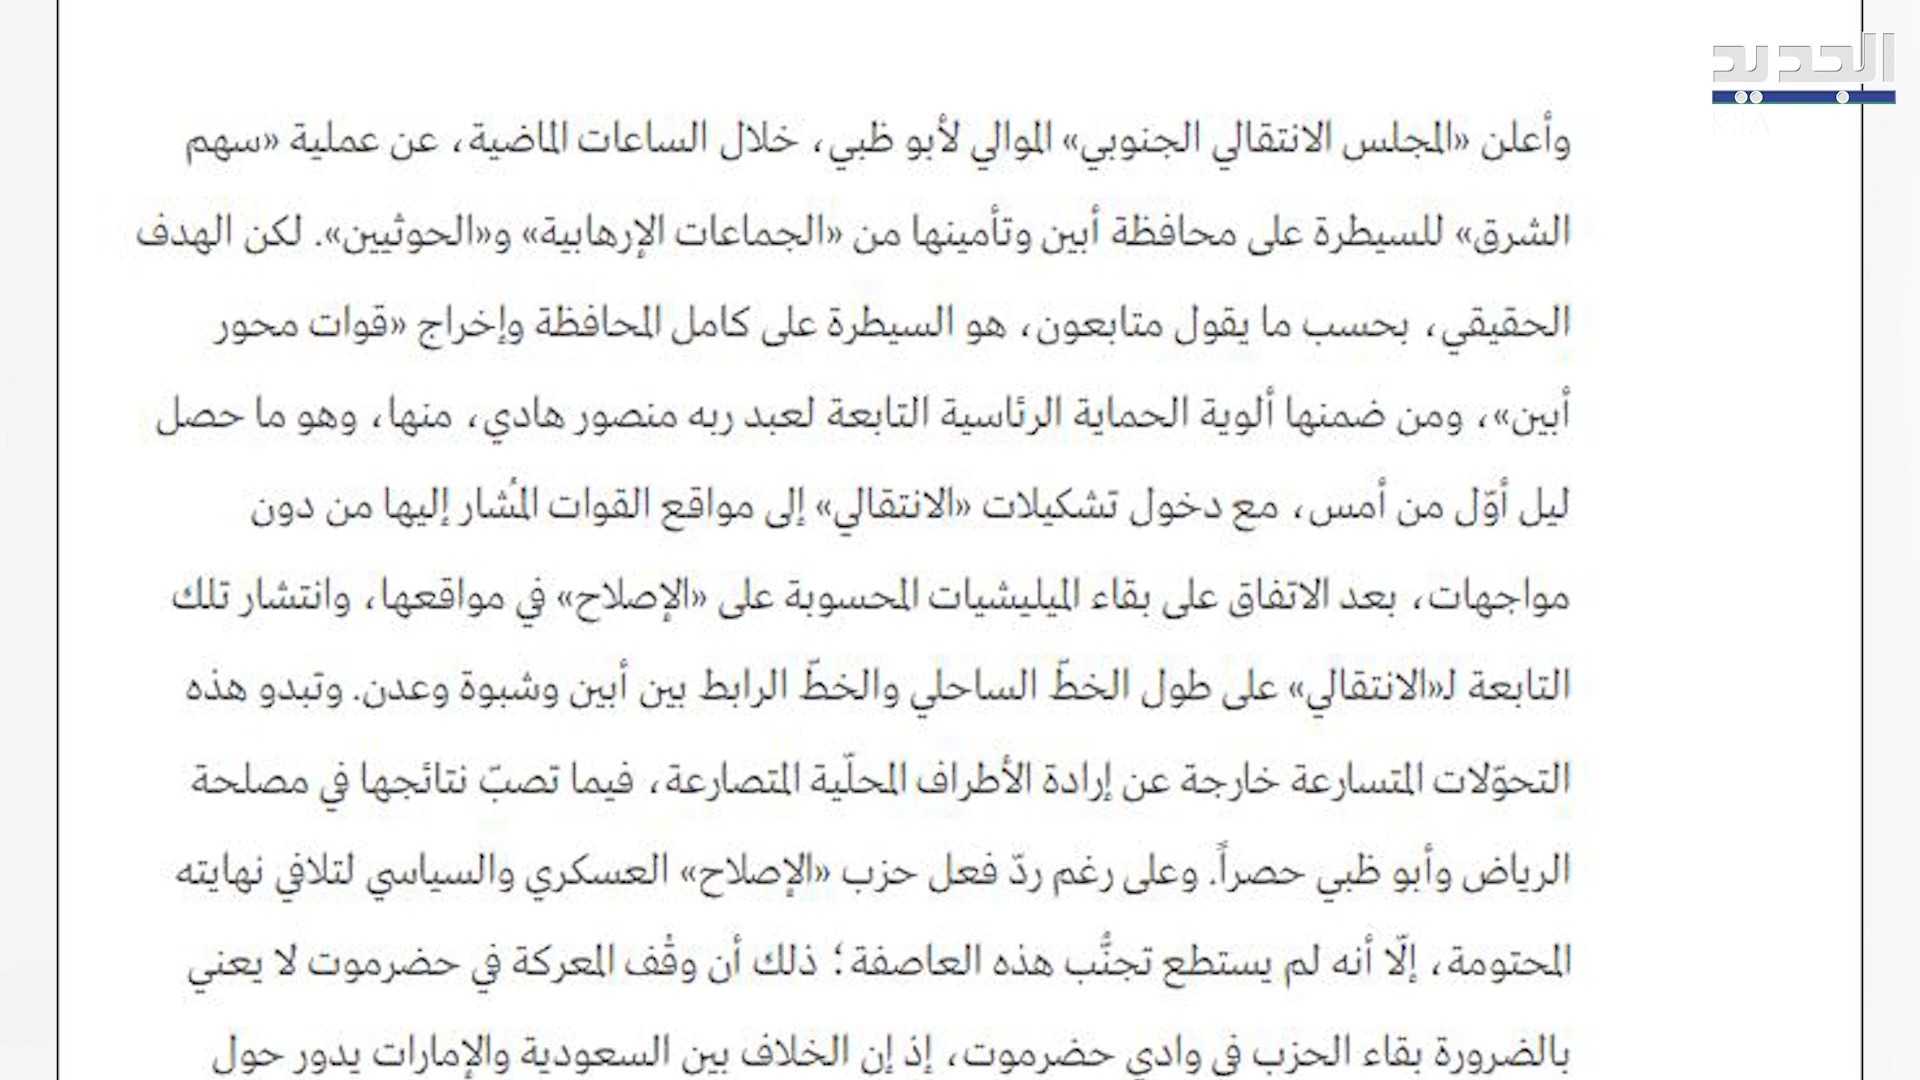 الجديد
KSA
وأعلن «المجلس الانتقالي الجنوبي» الموالي لأبو ظبي، خلال الساعات الماضية، عن عملية «سهم
الشرق» للسيطرة على محافظة أبين وتأمينها من «الجماعات الإرهابية» و«الحوثيين». لكن الهدف
الحقيقي، بحسب ما يقول متابعون، هو السيطرة على كامل المحافظة وإخراج «قوات محور
أبين»، ومن ضمنها ألوية الحماية الرئاسية التابعة لعبد ربه منصور هادي، منها، وهو ما حصل
ليل أوّل من أمس، مع دخول تشكيلات «الانتقالي» إلى مواقع القوات المُشار إليها من دون
مواجهات، بعد الاتفاق على بقاء الميليشيات المحسوبة على «الإصلاح» في مواقعها، وانتشار تلك
التابعة لـ«الانتقالي» على طول الخطّ الساحلي والخطّ الرابط بين أبين وشبوة وعدن. وتبدو هذه
التحوّلات المتسارعة خارجة عن إرادة الأطراف المحلّية المتصارعة، فيما تصبّ نتائجها في مصلحة
الرياض وأبو ظبي حصراً. وعلى رغم ردّ فعل حزب «الإصلاح» العسكري والسياسي لتلافي نهايته
المحتومة، إلّا أنه لم يستطع تجنُّب هذه العاصفة؛ ذلك أن وقْف المعركة في حضرموت لا يعني
بالضرورة بقاء الحزب في وادي حضرموت، إذ إن الخلاف بين السعودية والإمارات يدور حول